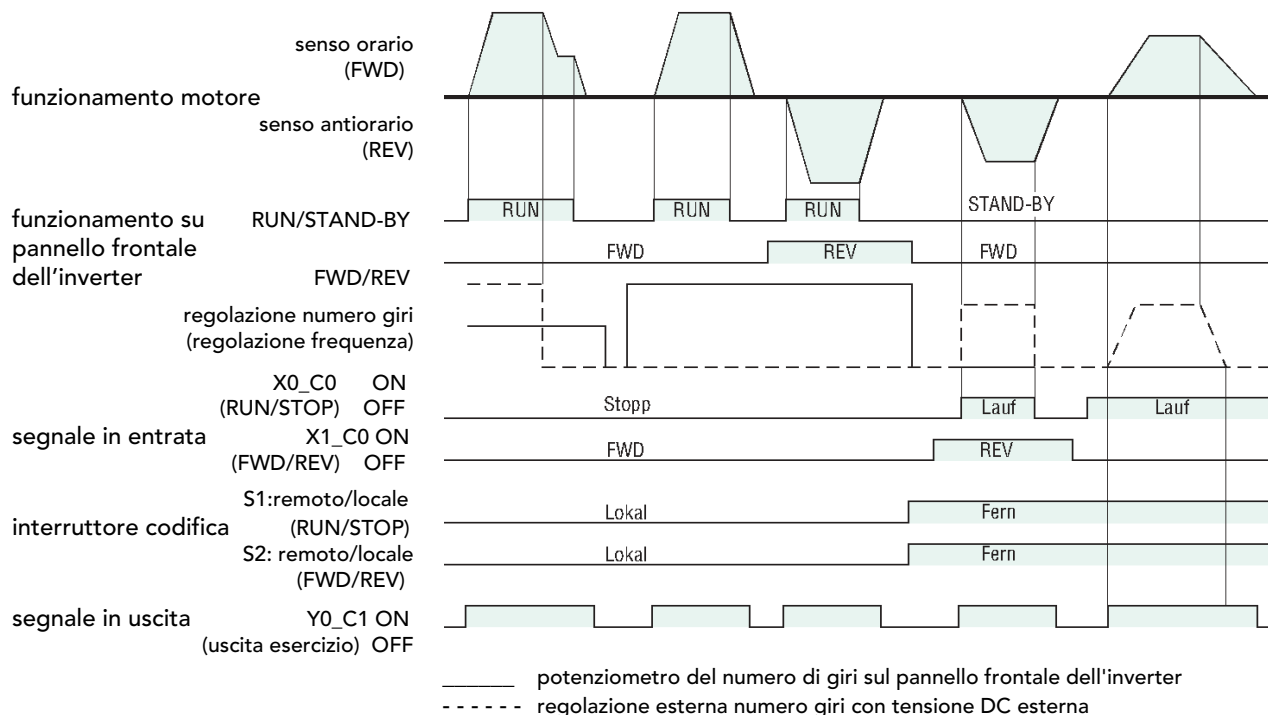 senso orario
(FWD)
funzionamento motore
senso antiorario
(REV)
funzionamento su
pannello frontale
dell'inverter
RUN/STAND-BY
RUN
RUN
RUN
STAND-BY
FWD/REV
FWD
REV
FWD
regolazione numero giri
(regolazione frequenza)
X0_C0 ON
(RUN/STOP) OFF
Stopp
Lauf
Lauf
segnale in entrata
X1_C0 ON
(FWD/REV) OFF
FWD
REV
S1:remoto/locale
interruttore codifica
(RUN/STOP)
Lokal
Fern
S2: remoto/locale
(FWD/REV)
Lokal
Fern
segnale in uscita
Y0_C1 ON
(uscita esercizio) OFF
______ potenziometro del numero di giri sul pannello frontale dell'inverter
- - - - - - regolazione esterna numero giri con tensione DC esterna